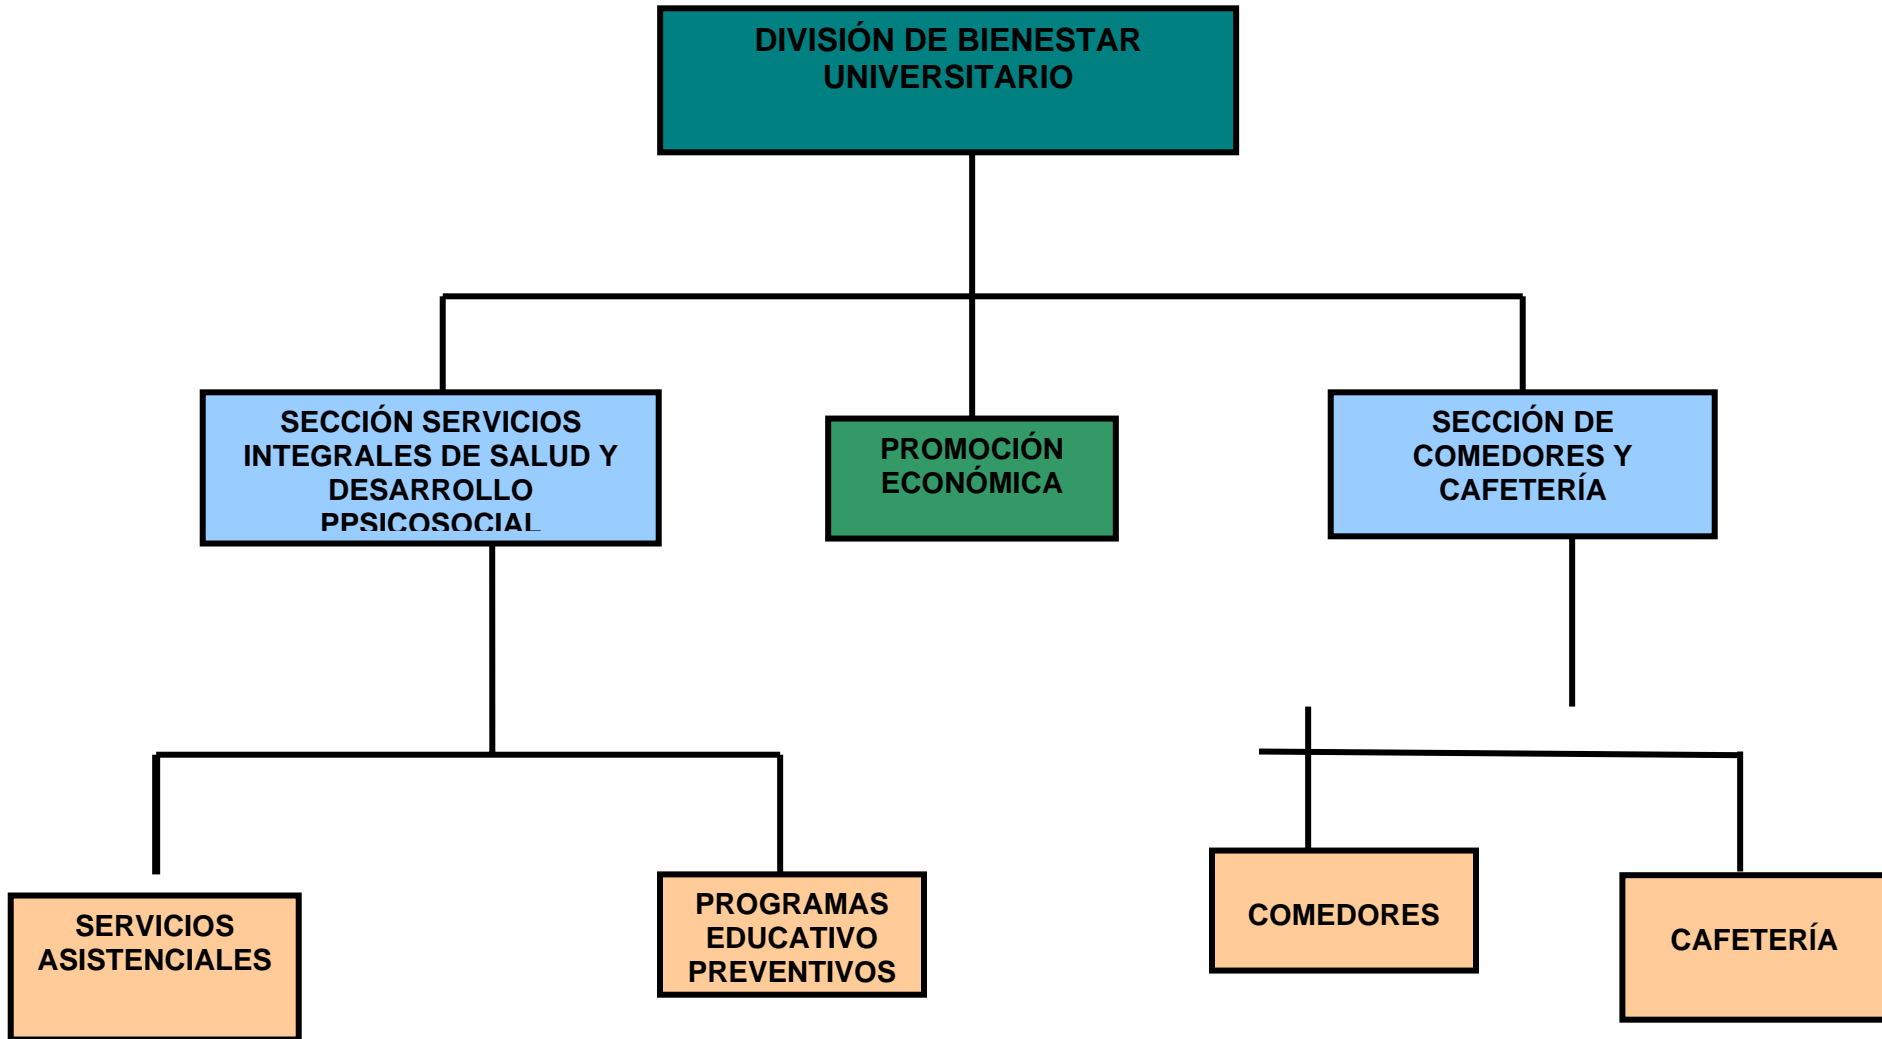 DIVISIÓN DE BIENESTAR
UNIVERSITARIO
SECCIÓN SERVICIOS
INTEGRALES DE SALUD Y
DESARROLLO
PPSICOSOCIAL
PROMOCIÓN
ECONÓMICA
SECCIÓN DE
COMEDORES Y
CAFETERÍA
SERVICIOS
ASISTENCIALES
PROGRAMAS
EDUCATIVO
PREVENTIVOS
COMEDORES
CAFETERÍA